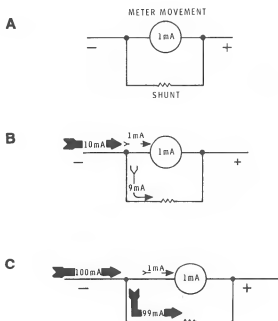 METER MOVEMENT
A
1mA
− +
SHUNT
B
10mA 1mA 1mA
− +
9mA
C
100mA 1mA 1mA
− +
99mA